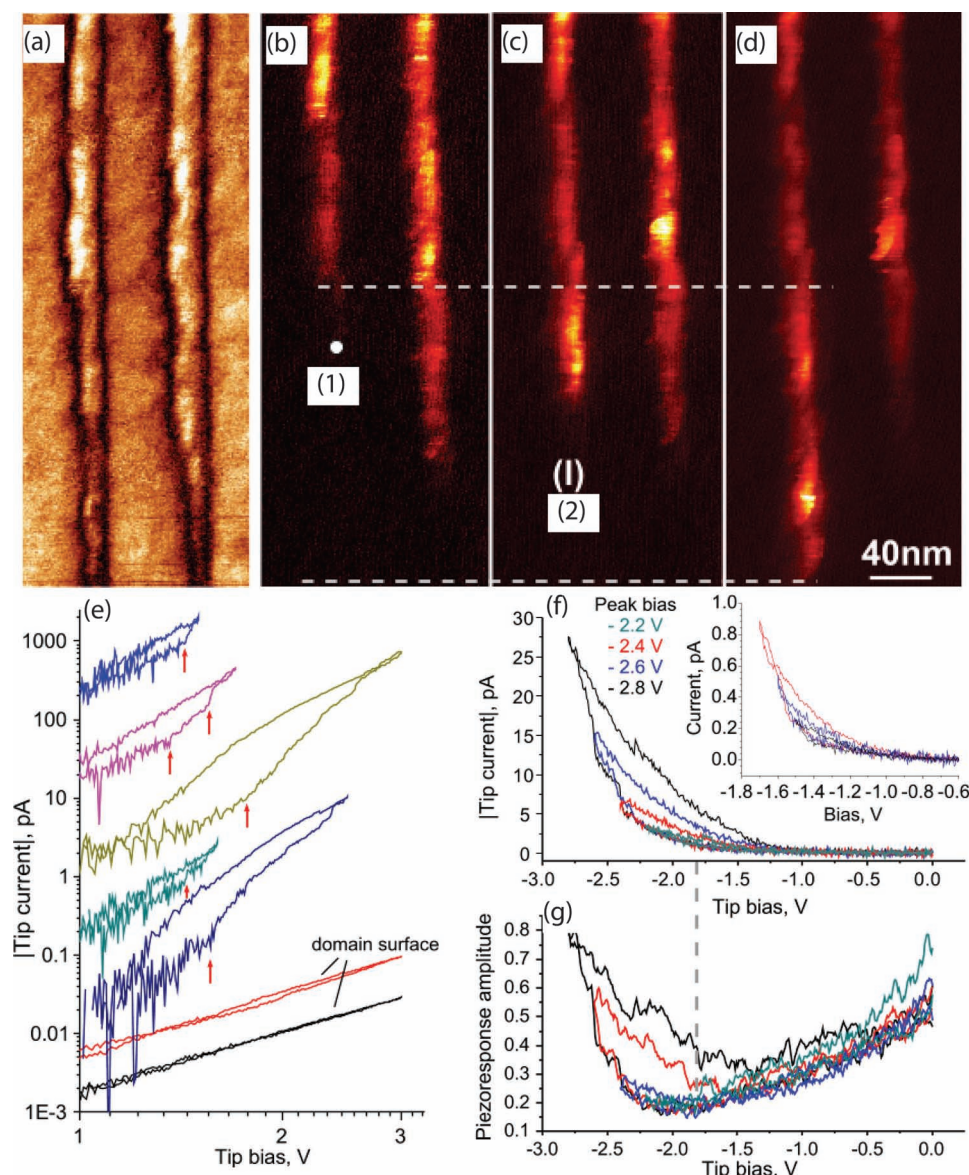 (a)
(b)
(c)
(d)
(1)
(I)
(2)
40nm
(e)
|Tip current|, pA
1000
100
10
1
0.1
0.01
1E-3
domain surface
1
2
3
Tip bias, V
(f)
Peak bias
- 2.2 V
- 2.4 V
- 2.6 V
- 2.8 V
|Tip current|, pA
30
25
20
15
10
5
0
-3.0 -2.5 -2.0 -1.5 -1.0 -0.5 0.0
Tip bias, V
Current, pA
1.0
0.8
0.6
0.4
0.2
0.0
-1.8 -1.6 -1.4 -1.2 -1.0 -0.8 -0.6
Bias, V
(g)
Piezoresponse amplitude
0.8
0.7
0.6
0.5
0.4
0.3
0.2
0.1
-3.0 -2.5 -2.0 -1.5 -1.0 -0.5 0.0
Tip bias, V